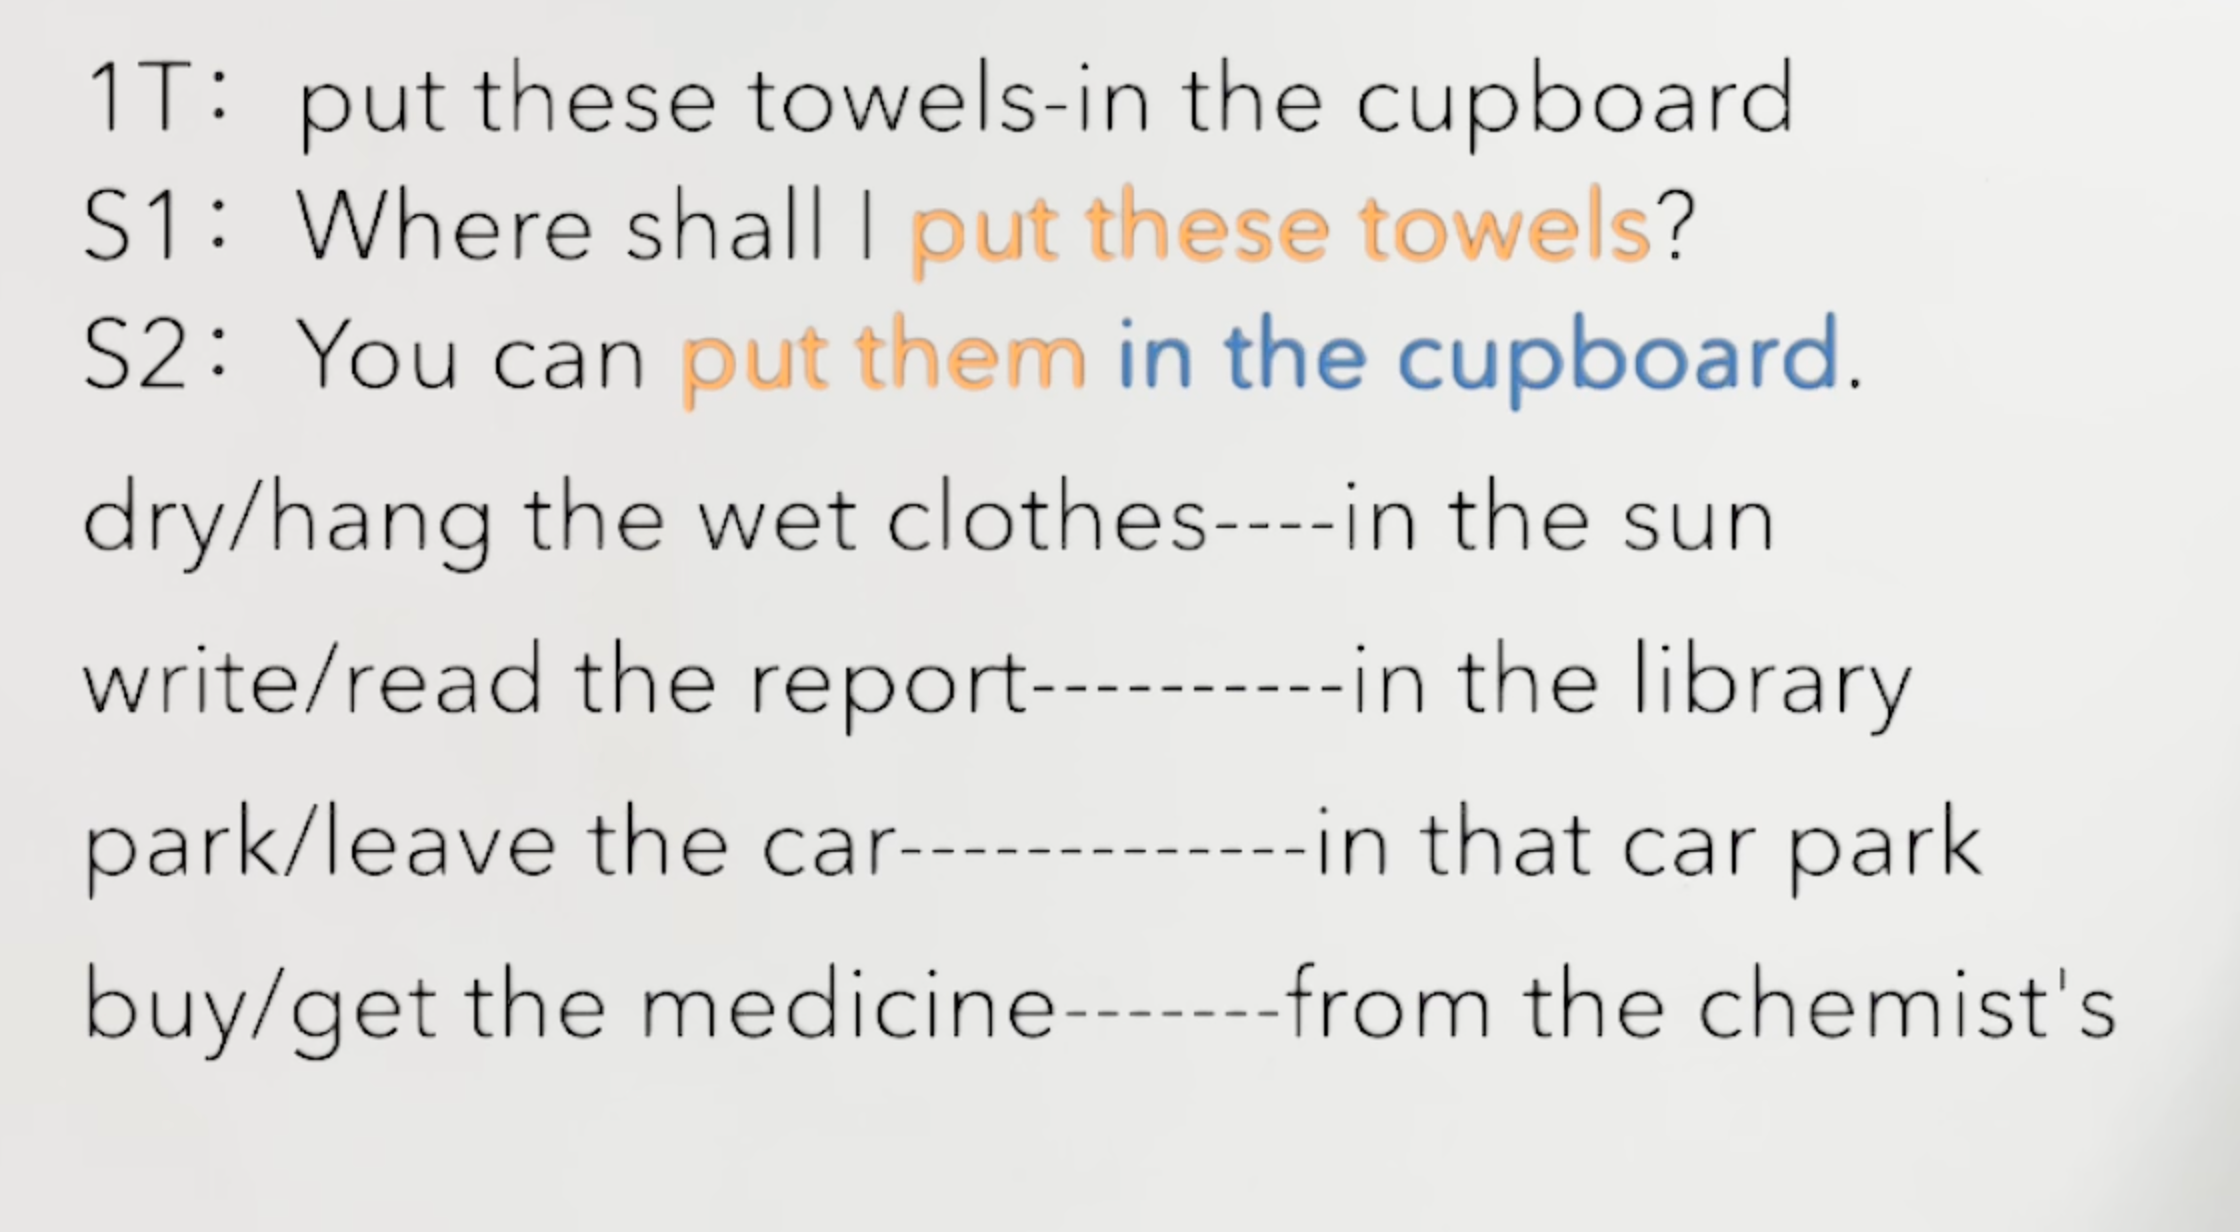 1T: put these towels-in the cupboard
S1: Where shall I put these towels?
S2: You can put them in the cupboard.
dry/hang the wet clothes----in the sun
write/read the report----------in the library
park/leave the car-------------in that car park
buy/get the medicine-------from the chemist's